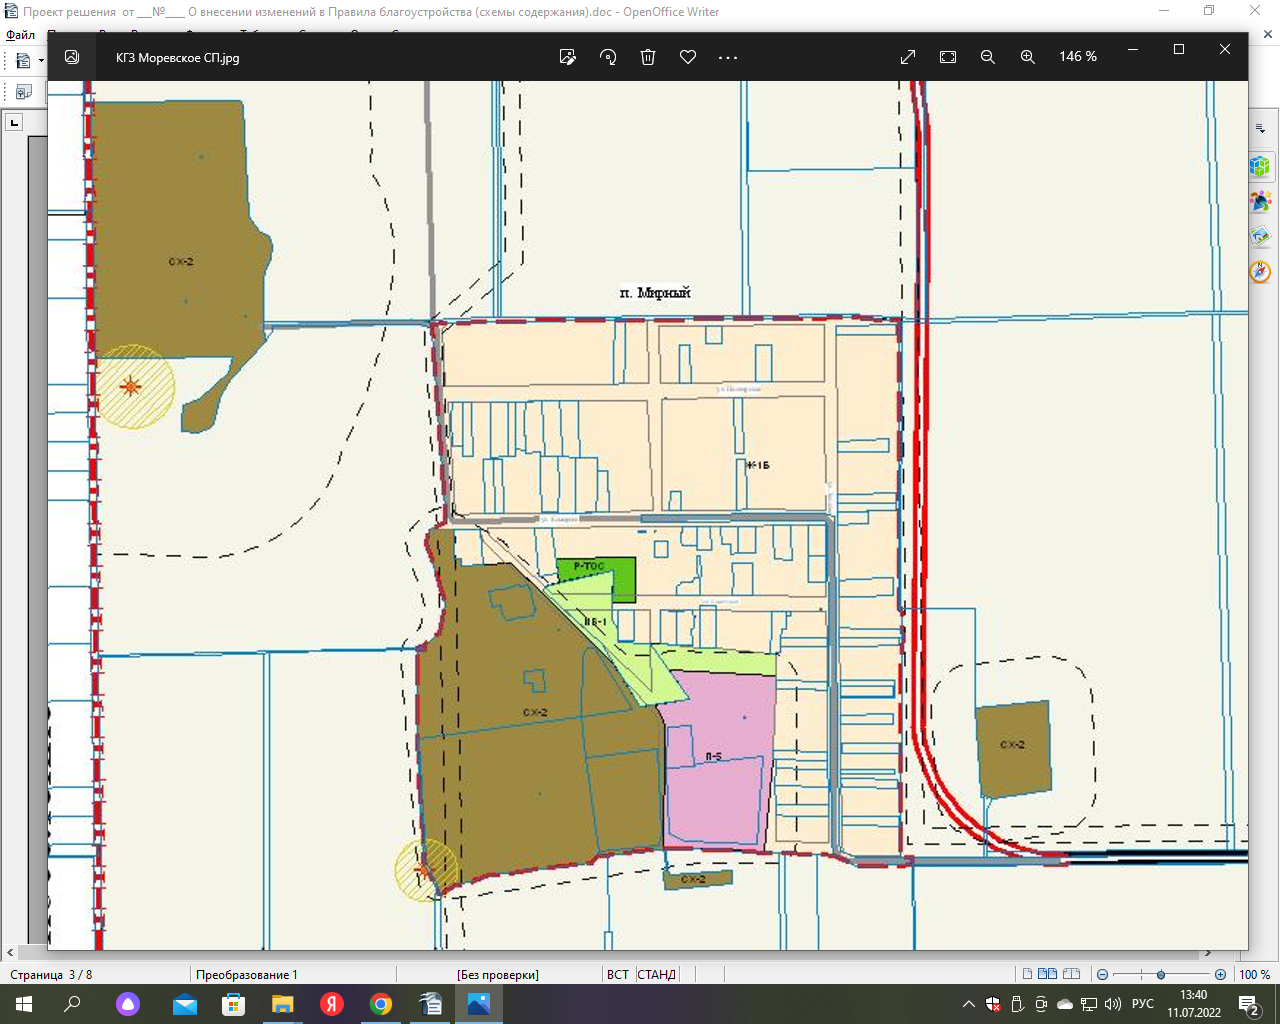 Проект решения от __№___ О внесении изменений в Правила благоустройства (схемы содержания).doc - OpenOffice Writer
Файл
КГЗ Моревское СП.jpg
146 %
СХ-2
п. Мирный
Ж-1Б
Р-ТОС
СХ-2
П-5
СХ-2
СХ-2
Страница 3 / 8
Преобразование 1
[Без проверки]
ВСТ
СТАНД
100 %
РУС
13:40
11.07.2022
2